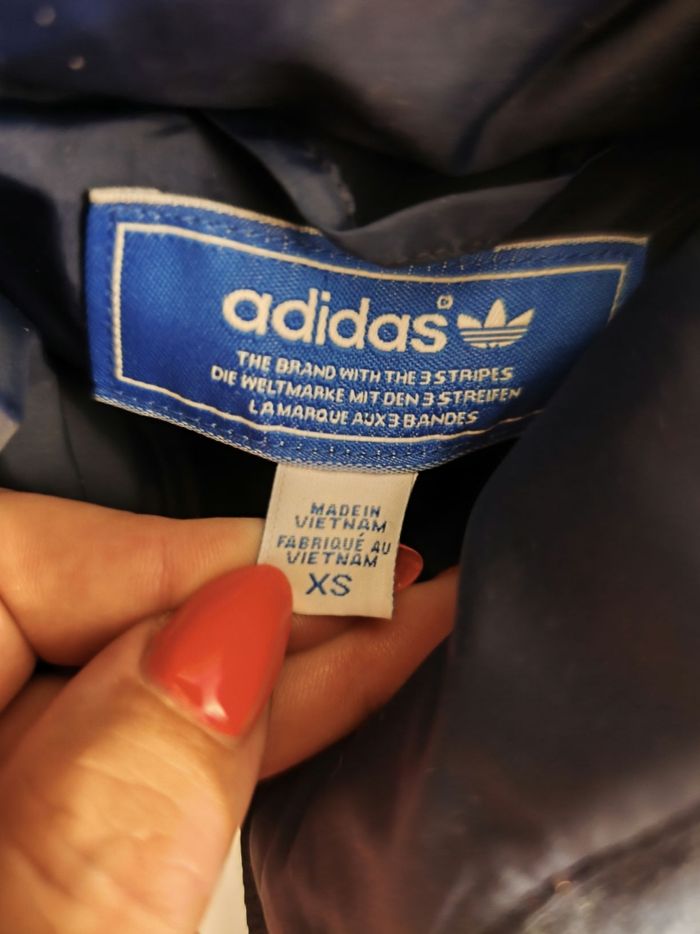 adidas®
THE BRAND WITH THE 3 STRIPES
DIE WELTMARKE MIT DEN 3 STREIFEN
LA MARQUE AUX 3 BANDES
MADE IN
VIETNAM
FABRIQUÉ AU
VIETNAM
XS